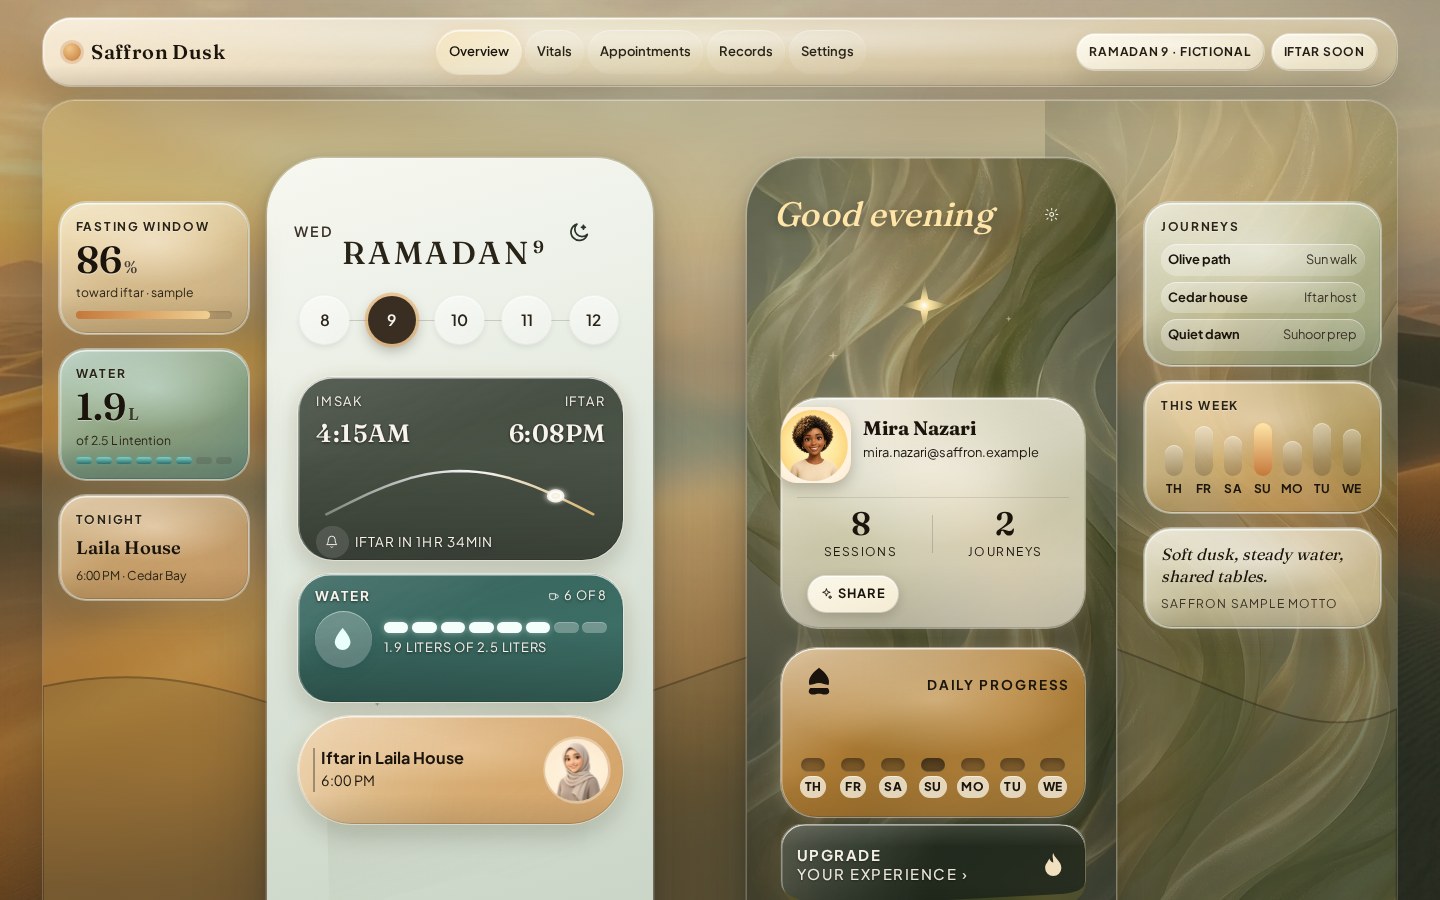 Saffron Dusk
Overview
Vitals
Appointments
Records
Settings
RAMADAN 9 · FICTIONAL
IFTAR SOON
FASTING WINDOW
86%
toward iftar · sample
WATER
1.9 L
of 2.5 L intention
TONIGHT
Laila House
6:00 PM · Cedar Bay
WED
RAMADAN 9
8
9
10
11
12
IMSAK
IFTAR
4:15AM
6:08PM
IFTAR IN 1HR 34MIN
WATER
6 OF 8
1.9 LITERS OF 2.5 LITERS
Iftar in Laila House
6:00 PM
Good evening
Mira Nazari
mira.nazari@saffron.example
8
SESSIONS
2
JOURNEYS
SHARE
DAILY PROGRESS
TH FR SA SU MO TU WE
UPGRADE
YOUR EXPERIENCE ›
JOURNEYS
Olive path Sun walk
Cedar house Iftar host
Quiet dawn Suhoor prep
THIS WEEK
TH FR SA SU MO TU WE
Soft dusk, steady water,
shared tables.
SAFFRON SAMPLE MOTTO